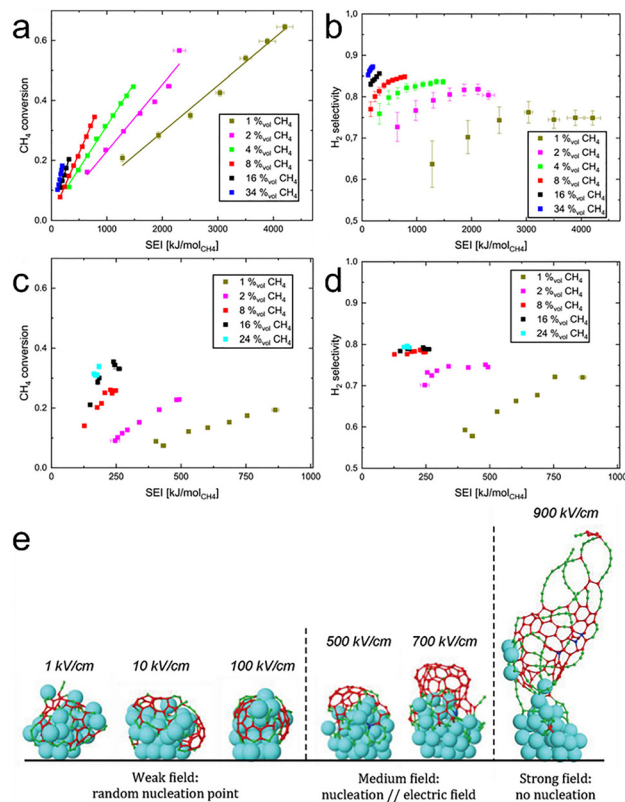 a
CH4 conversion
0.6
0.4
0.2
0.0
1 %vol CH4
2 %vol CH4
4 %vol CH4
8 %vol CH4
16 %vol CH4
34 %vol CH4
0 1000 2000 3000 4000
SEI [kJ/molCH4]
b
H2 selectivity
1,0
0,9
0,8
0,7
0,6
0,5
1 %vol CH4
2 %vol CH4
4 %vol CH4
8 %vol CH4
16 %vol CH4
34 %vol CH4
0 1000 2000 3000 4000
SEI [kJ/molCH4]
c
CH4 conversion
0.6
0.4
0.2
0.0
1 %vol CH4
2 %vol CH4
8 %vol CH4
16 %vol CH4
24 %vol CH4
0 250 500 750 1000
SEI [kJ/molCH4]
d
H2 selectivity
1.0
0.9
0.8
0.7
0.6
0.5
1 %vol CH4
2 %vol CH4
8 %vol CH4
16 %vol CH4
24 %vol CH4
0 250 500 750 1000
SEI [kJ/molCH4]
e
900 kV/cm
500 kV/cm 700 kV/cm
1 kV/cm 10 kV/cm 100 kV/cm
Weak field:
random nucleation point
Medium field:
nucleation // electric field
Strong field:
no nucleation